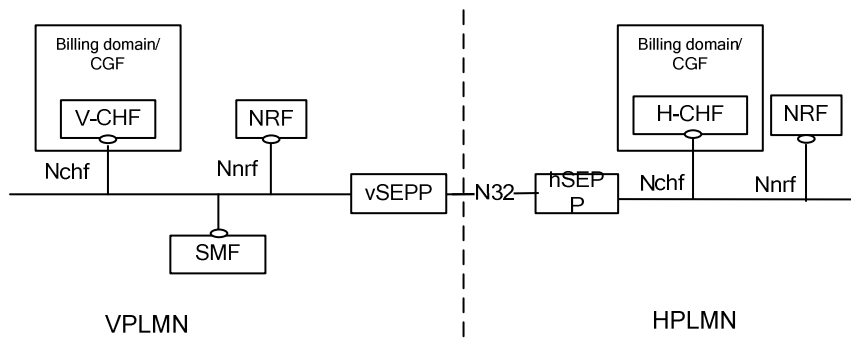 Billing domain/
CGF
V-CHF
NRF
Nchf
Nnrf
vSEPP
SMF
VPLMN
N32
Billing domain/
CGF
H-CHF
NRF
hSEP
P
Nchf
Nnrf
HPLMN